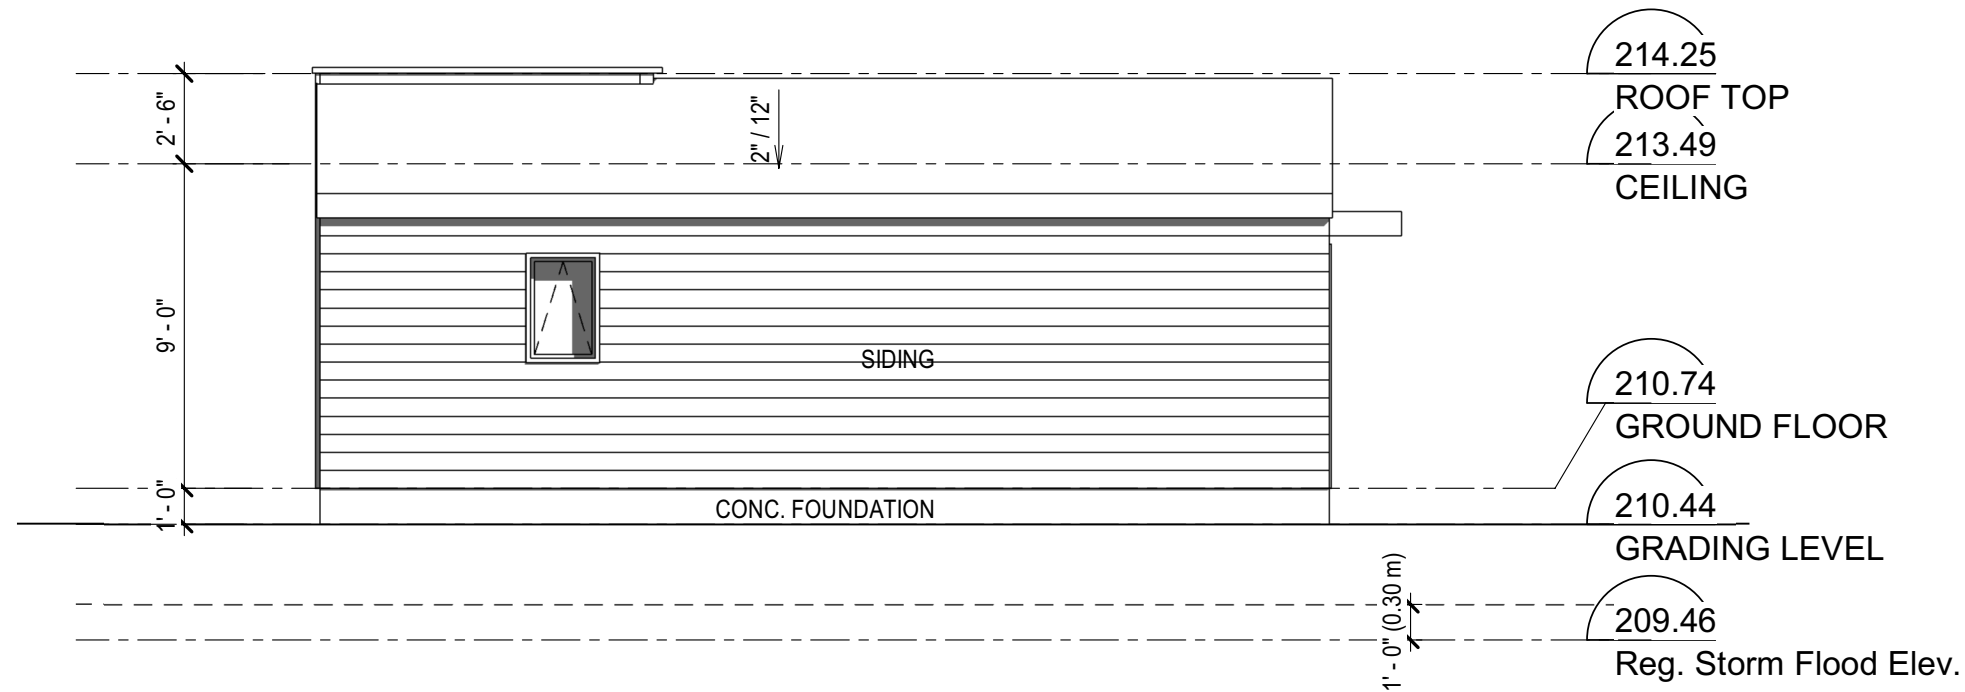 214.25
ROOF TOP
2' - 6"
2" / 12"
213.49
CEILING
9' - 0"
SIDING
210.74
GROUND FLOOR
1' - 0"
CONC. FOUNDATION
210.44
GRADING LEVEL
1' - 0" (0.30 m)
209.46
Reg. Storm Flood Elev.